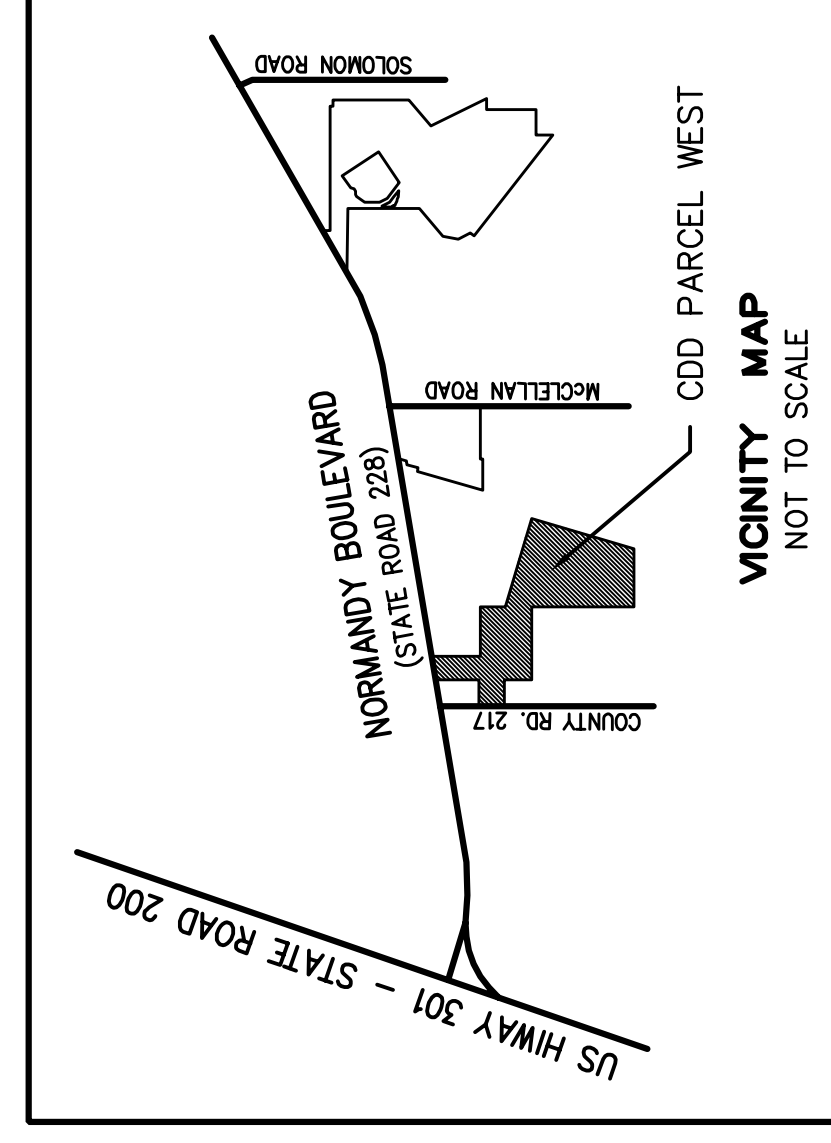 SOLOMON ROAD
CDD PARCEL WEST
McCLELLAN ROAD
NORMANDY BOULEVARD
(STATE ROAD 228)
COUNTY RD. 217
US HIWAY 301 - STATE ROAD 200
VICINITY MAP
NOT TO SCALE